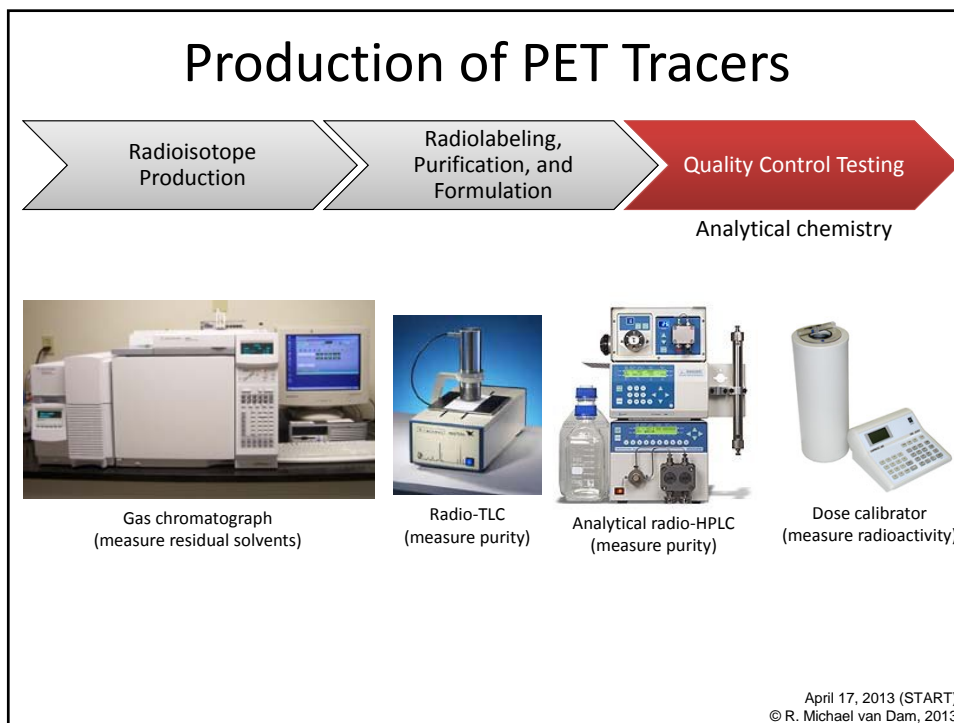 Production of PET Tracers
Radioisotope
Production
Radiolabeling,
Purification, and
Formulation
Quality Control Testing
Analytical chemistry
Gas chromatograph
(measure residual solvents)
Radio-TLC
(measure purity)
Analytical radio-HPLC
(measure purity)
Dose calibrator
(measure radioactivity)
April 17, 2013 (START)
© R. Michael van Dam, 2013